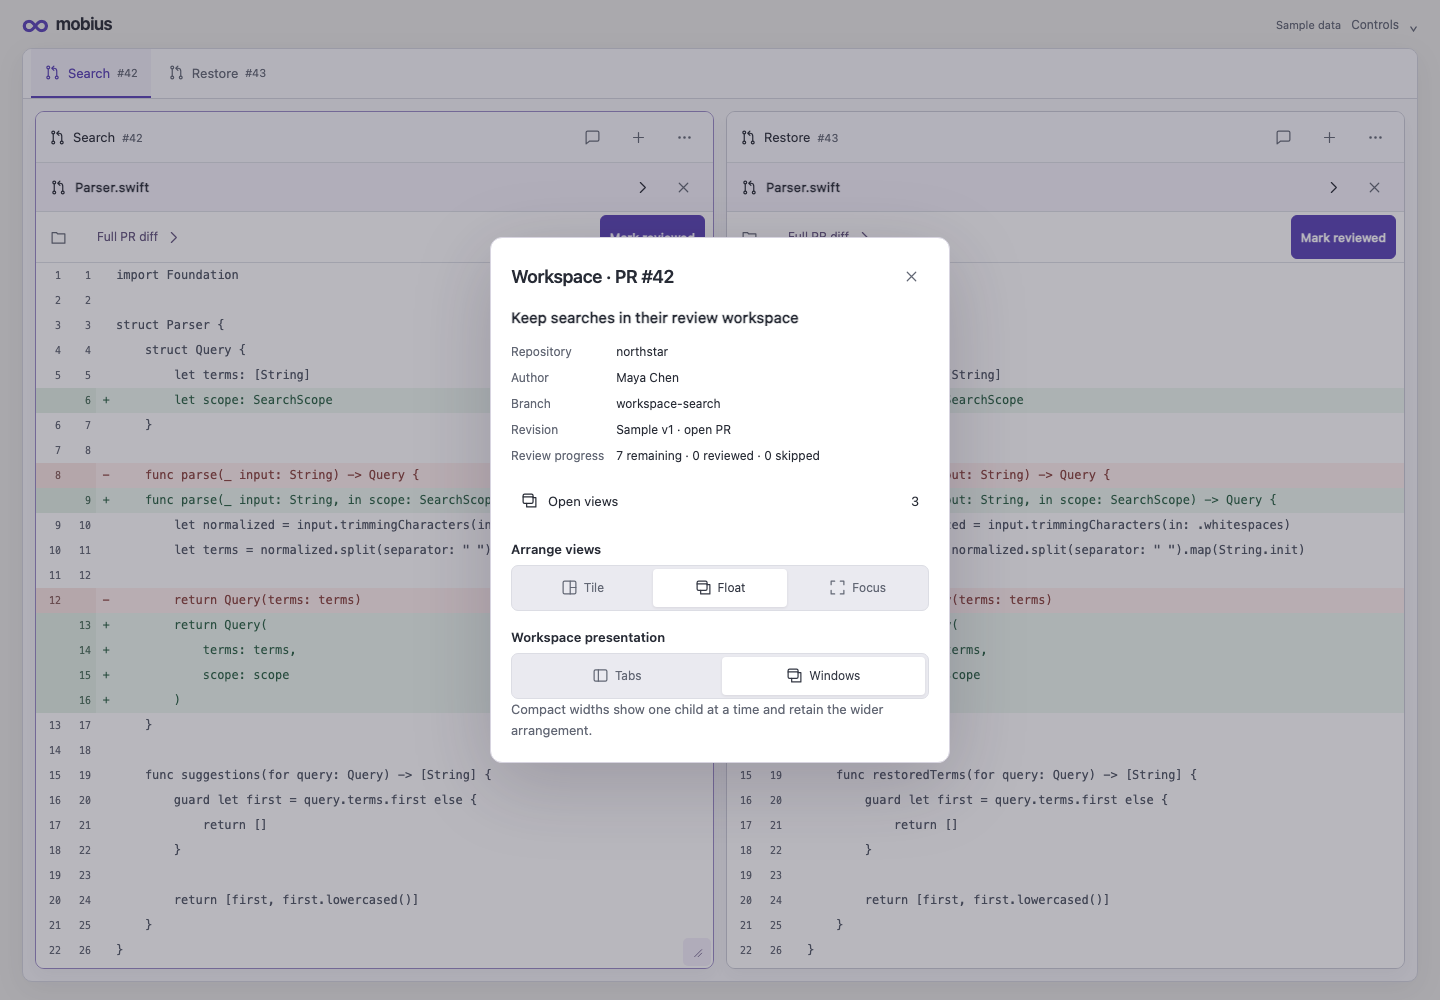 mobius
Sample data Controls
Search #42 Restore #43
Search #42
Parser.swift
Full PR diff
1 1 import Foundation
2 2
3 3 struct Parser {
4 4 struct Query {
5 5 let terms: [String]
6 + let scope: SearchScope
6 7 }
7 8
8 − func parse(_ input: String) -> Query {
9 + func parse(_ input: String, in scope: SearchScop
9 10 let normalized = input.trimmingCharacters(in
10 11 let terms = normalized.split(separator: " ")
11 12
12 − return Query(terms: terms)
13 + return Query(
14 + terms: terms,
15 + scope: scope
16 + )
13 17 }
14 18
15 19 func suggestions(for query: Query) -> [String] {
16 20 guard let first = query.terms.first else {
17 21 return []
18 22 }
19 23
20 24 return [first, first.lowercased()]
21 25 }
22 26 }
Workspace · PR #42
Keep searches in their review workspace
Repository northstar
Author Maya Chen
Branch workspace-search
Revision Sample v1 · open PR
Review progress 7 remaining · 0 reviewed · 0 skipped
Open views 3
Arrange views
Tile Float Focus
Workspace presentation
Tabs Windows
Compact widths show one child at a time and retain the wider
arrangement.
Restore #43
Parser.swift
Mark reviewed
String]
earchScope
ut: String) -> Query {
ut: String, in scope: SearchScope) -> Query {
ed = input.trimmingCharacters(in: .whitespaces)
normalized.split(separator: " ").map(String.init)
(terms: terms)
(
erms,
cope
15 19 func restoredTerms(for query: Query) -> [String] {
16 20 guard let first = query.terms.first else {
17 21 return []
18 22 }
19 23
20 24 return [first, first.lowercased()]
21 25 }
22 26 }